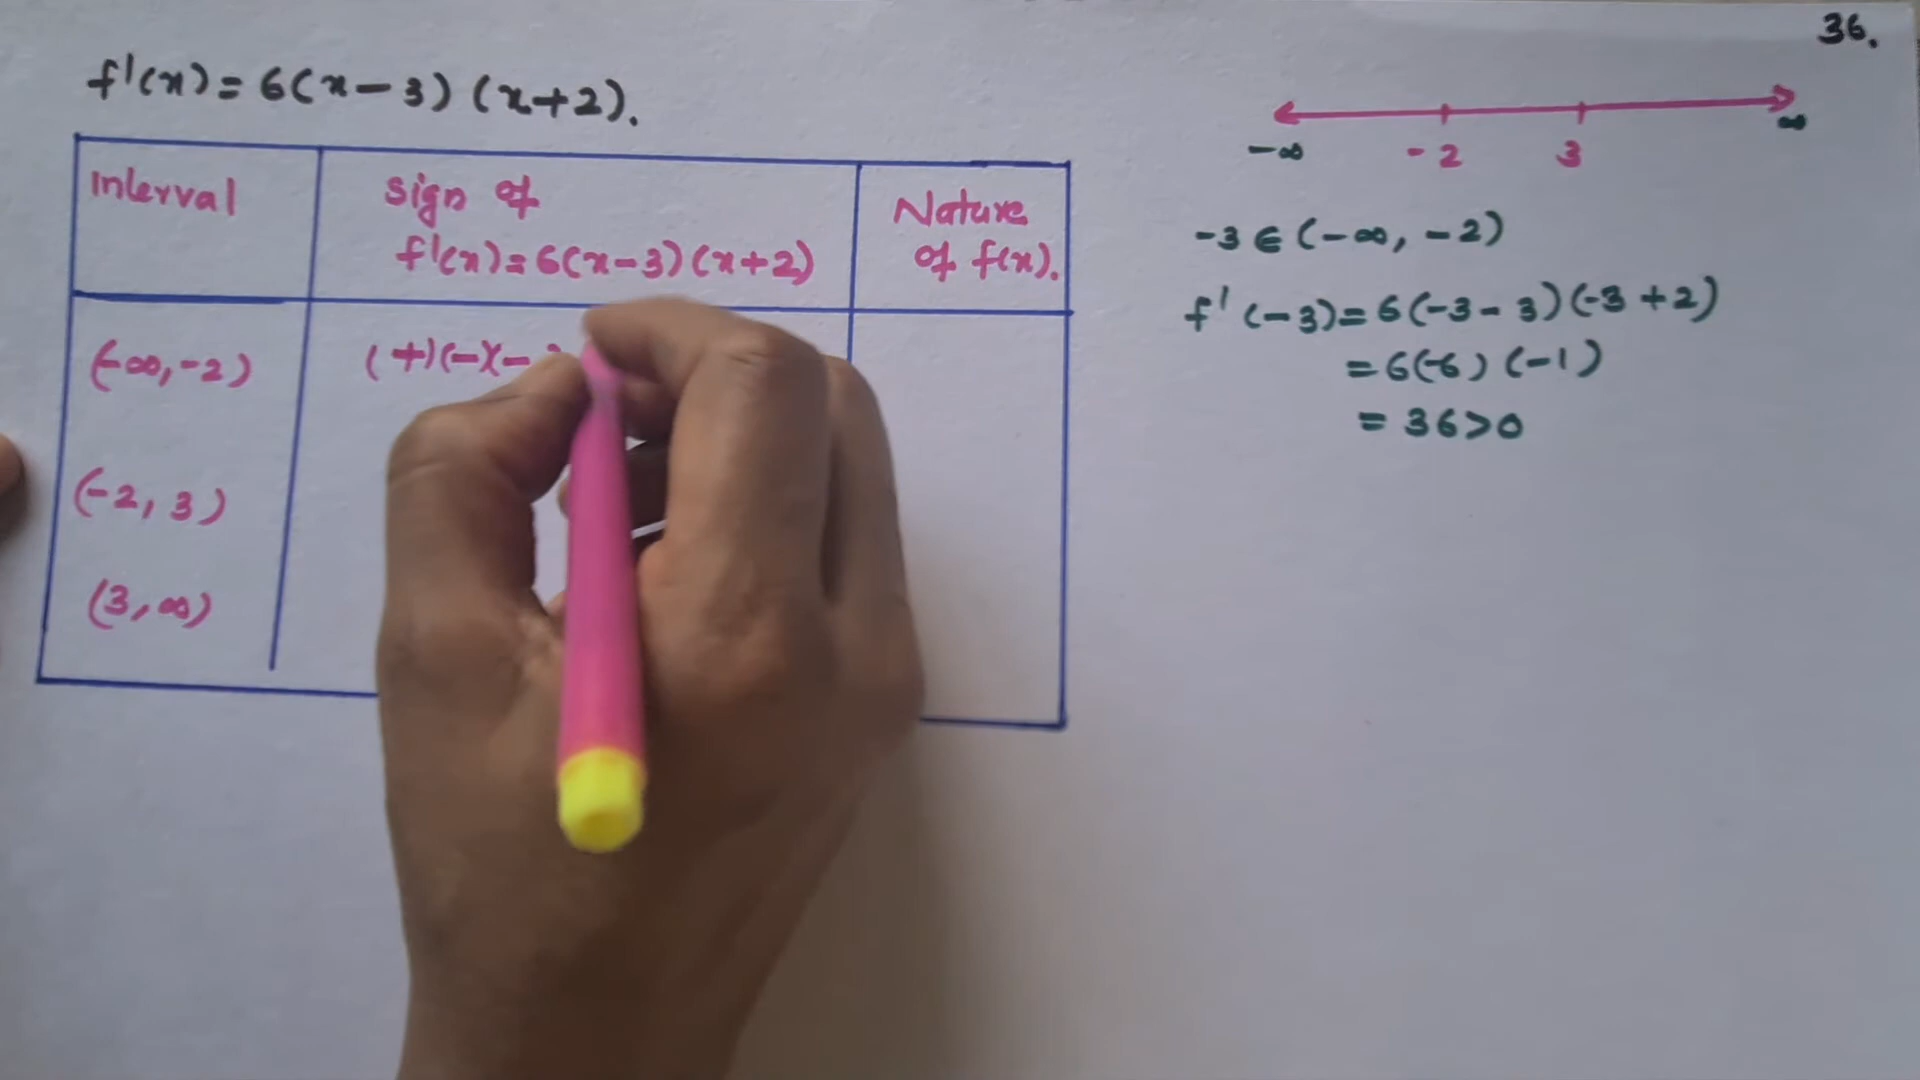 36.
f'(x) = 6(x-3)(x+2).
Interval
Sign of
f'(x) = 6(x-3)(x+2)
Nature
of f(x).
(-∞, -2)
(+)(-)(-
(-2, 3)
(3, ∞)
-∞ -2 3 ∞
-3 ∈ (-∞, -2)
f'(-3) = 6(-3-3)(-3+2)
= 6(-6)(-1)
= 36>0